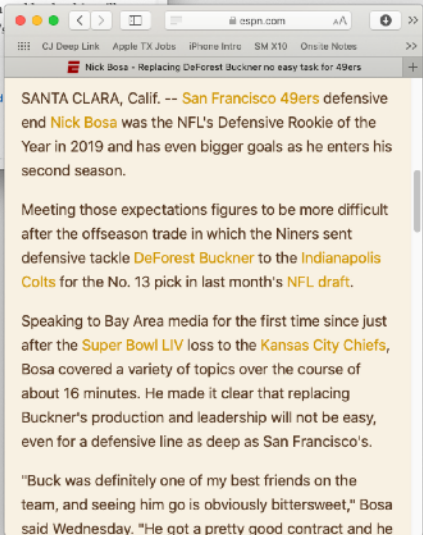 espn.com
AA
CJ Deep Link Apple TX Jobs iPhone Intro SM X10 Onsite Notes >>
Nick Bosa - Replacing DeForest Buckner no easy task for 49ers +
SANTA CLARA, Calif. -- San Francisco 49ers defensive
end Nick Bosa was the NFL's Defensive Rookie of the
Year in 2019 and has even bigger goals as he enters his
second season.
Meeting those expectations figures to be more difficult
after the offseason trade in which the Niners sent
defensive tackle DeForest Buckner to the Indianapolis
Colts for the No. 13 pick in last month's NFL draft.
Speaking to Bay Area media for the first time since just
after the Super Bowl LIV loss to the Kansas City Chiefs,
Bosa covered a variety of topics over the course of
about 16 minutes. He made it clear that replacing
Buckner's production and leadership will not be easy,
even for a defensive line as deep as San Francisco's.
"Buck was definitely one of my best friends on the
team, and seeing him go is obviously bittersweet," Bosa
said Wednesday. "He got a pretty good contract and he